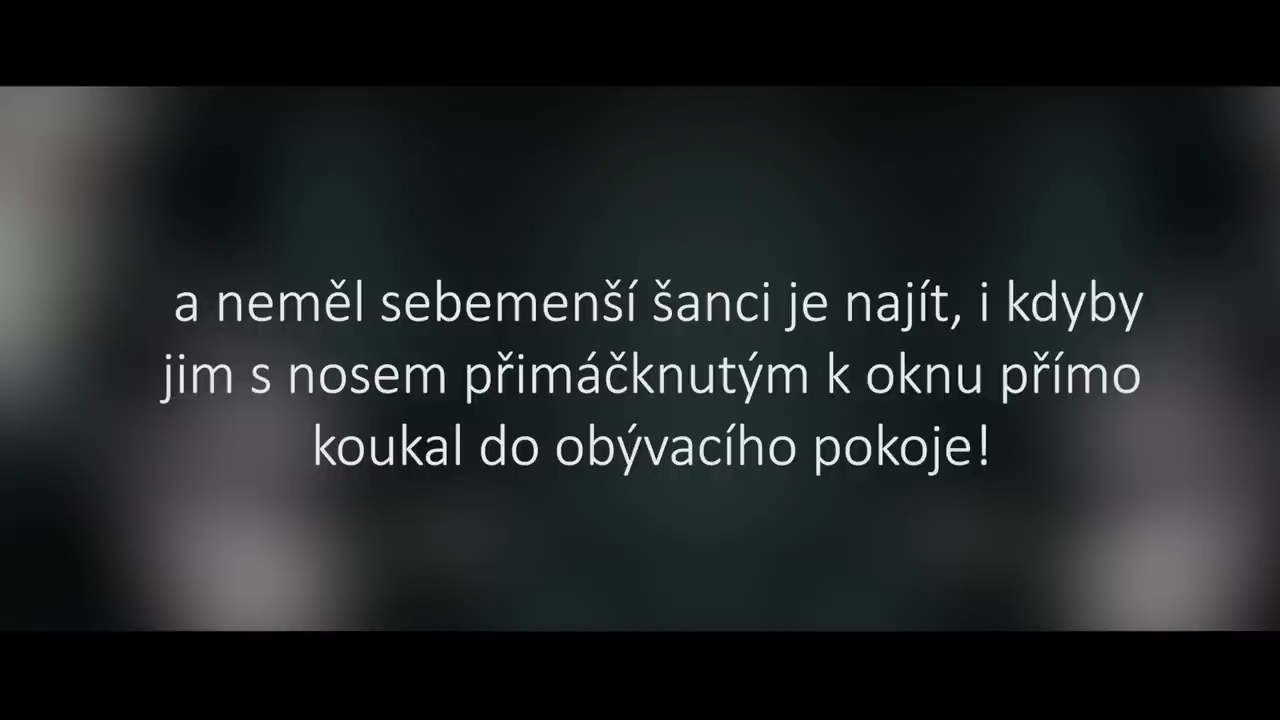 a neměl sebemenší šanci je najít, i kdyby
jim s nosem přimáčknutým k oknu přímo
koukal do obývacího pokoje!